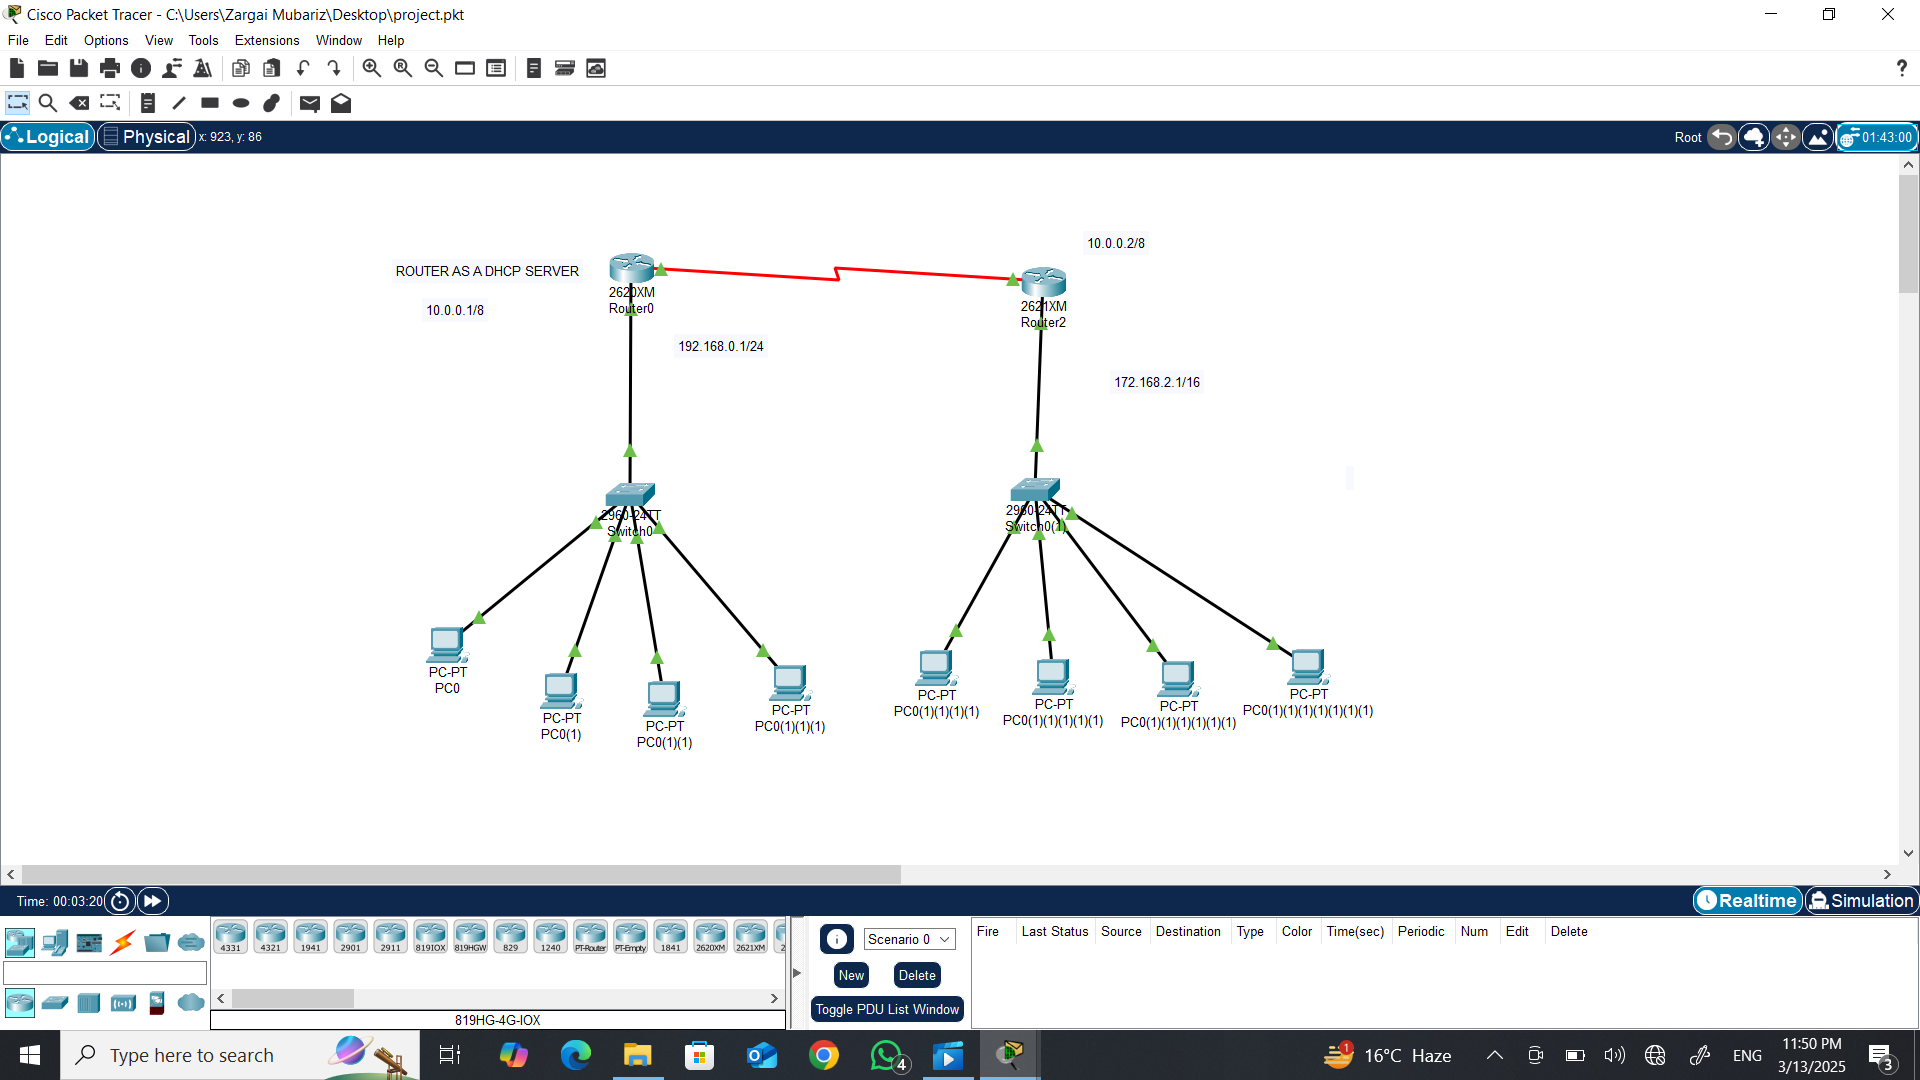 Cisco Packet Tracer - C:\Users\Zargai Mubariz\Desktop\project.pkt
File Edit Options View Tools Extensions Window Help
?
Logical Physical x: 923, y: 86 Root 01:43:00
10.0.0.2/8
ROUTER AS A DHCP SERVER
2620XM
Router0
2621XM
Router2
10.0.0.1/8
192.168.0.1/24
172.168.2.1/16
2960-24TT
Switch0
2960-24TT
Switch0(1)
PC-PT
PC0
PC-PT
PC0(1)
PC-PT
PC0(1)(1)
PC-PT
PC0(1)(1)(1)
PC-PT
PC0(1)(1)(1)(1)
PC-PT
PC0(1)(1)(1)(1)(1)
PC-PT
PC0(1)(1)(1)(1)(1)(1)
PC-PT
PC0(1)(1)(1)(1)(1)(1)(1)
Time: 00:03:20 Realtime Simulation
4331 4321 1941 2901 2911 819IOX 819HGW 829 1240 PT-Router PT-Empty 1841 2620XM 2621XM 2
819HG-4G-IOX
Scenario 0
New Delete
Toggle PDU List Window
Fire Last Status Source Destination Type Color Time(sec) Periodic Num Edit Delete
Type here to search
4
1 16°C Haze ENG
11:50 PM
3/13/2025
3